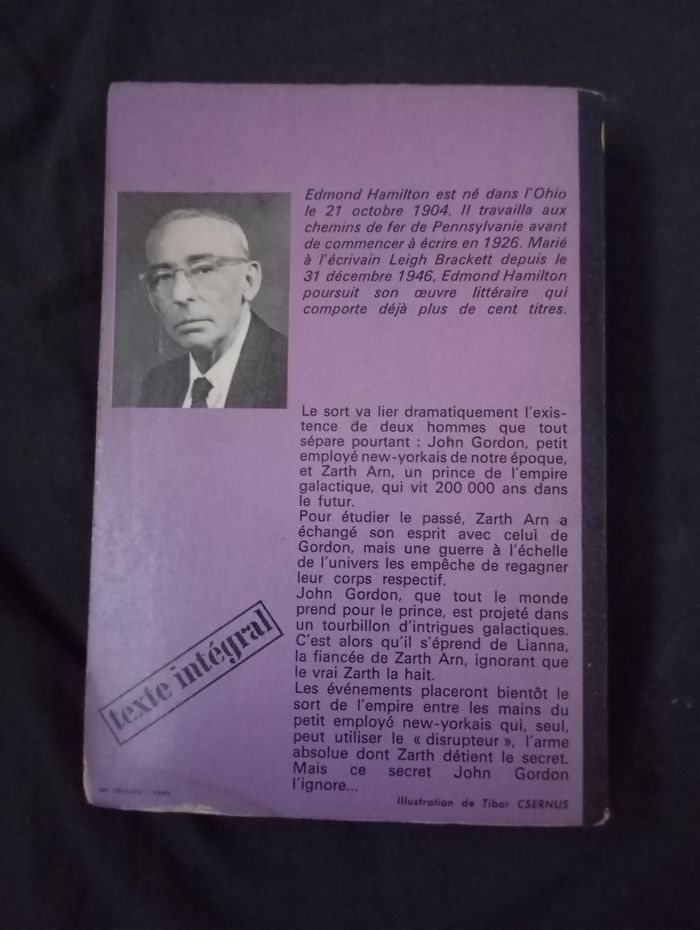 Edmond Hamilton est né dans l'Ohio
le 21 octobre 1904. Il travailla aux
chemins de fer de Pennsylvanie avant
de commencer à écrire en 1926. Marié
à l'écrivain Leigh Brackett depuis le
31 décembre 1946, Edmond Hamilton
poursuit son œuvre littéraire qui
comporte déjà plus de cent titres.
Le sort va lier dramatiquement l'exis-
tence de deux hommes que tout
sépare pourtant : John Gordon, petit
employé new-yorkais de notre époque,
et Zarth Arn, un prince de l'empire
galactique, qui vit 200 000 ans dans
le futur.
Pour étudier le passé, Zarth Arn a
échangé son esprit avec celui de
Gordon, mais une guerre à l'échelle
de l'univers les empêche de regagner
leur corps respectif.
John Gordon, que tout le monde
prend pour le prince, est projeté dans
un tourbillon d'intrigues galactiques.
C'est alors qu'il s'éprend de Lianna,
la fiancée de Zarth Arn, ignorant que
le vrai Zarth la hait.
Les événements placeront bientôt le
sort de l'empire entre les mains du
petit employé new-yorkais qui, seul,
peut utiliser le « disrupteur », l'arme
absolue dont Zarth détient le secret.
Mais ce secret John Gordon
l'ignore...
texte intégral
Illustration de Tibor CSERNUS
PARIS